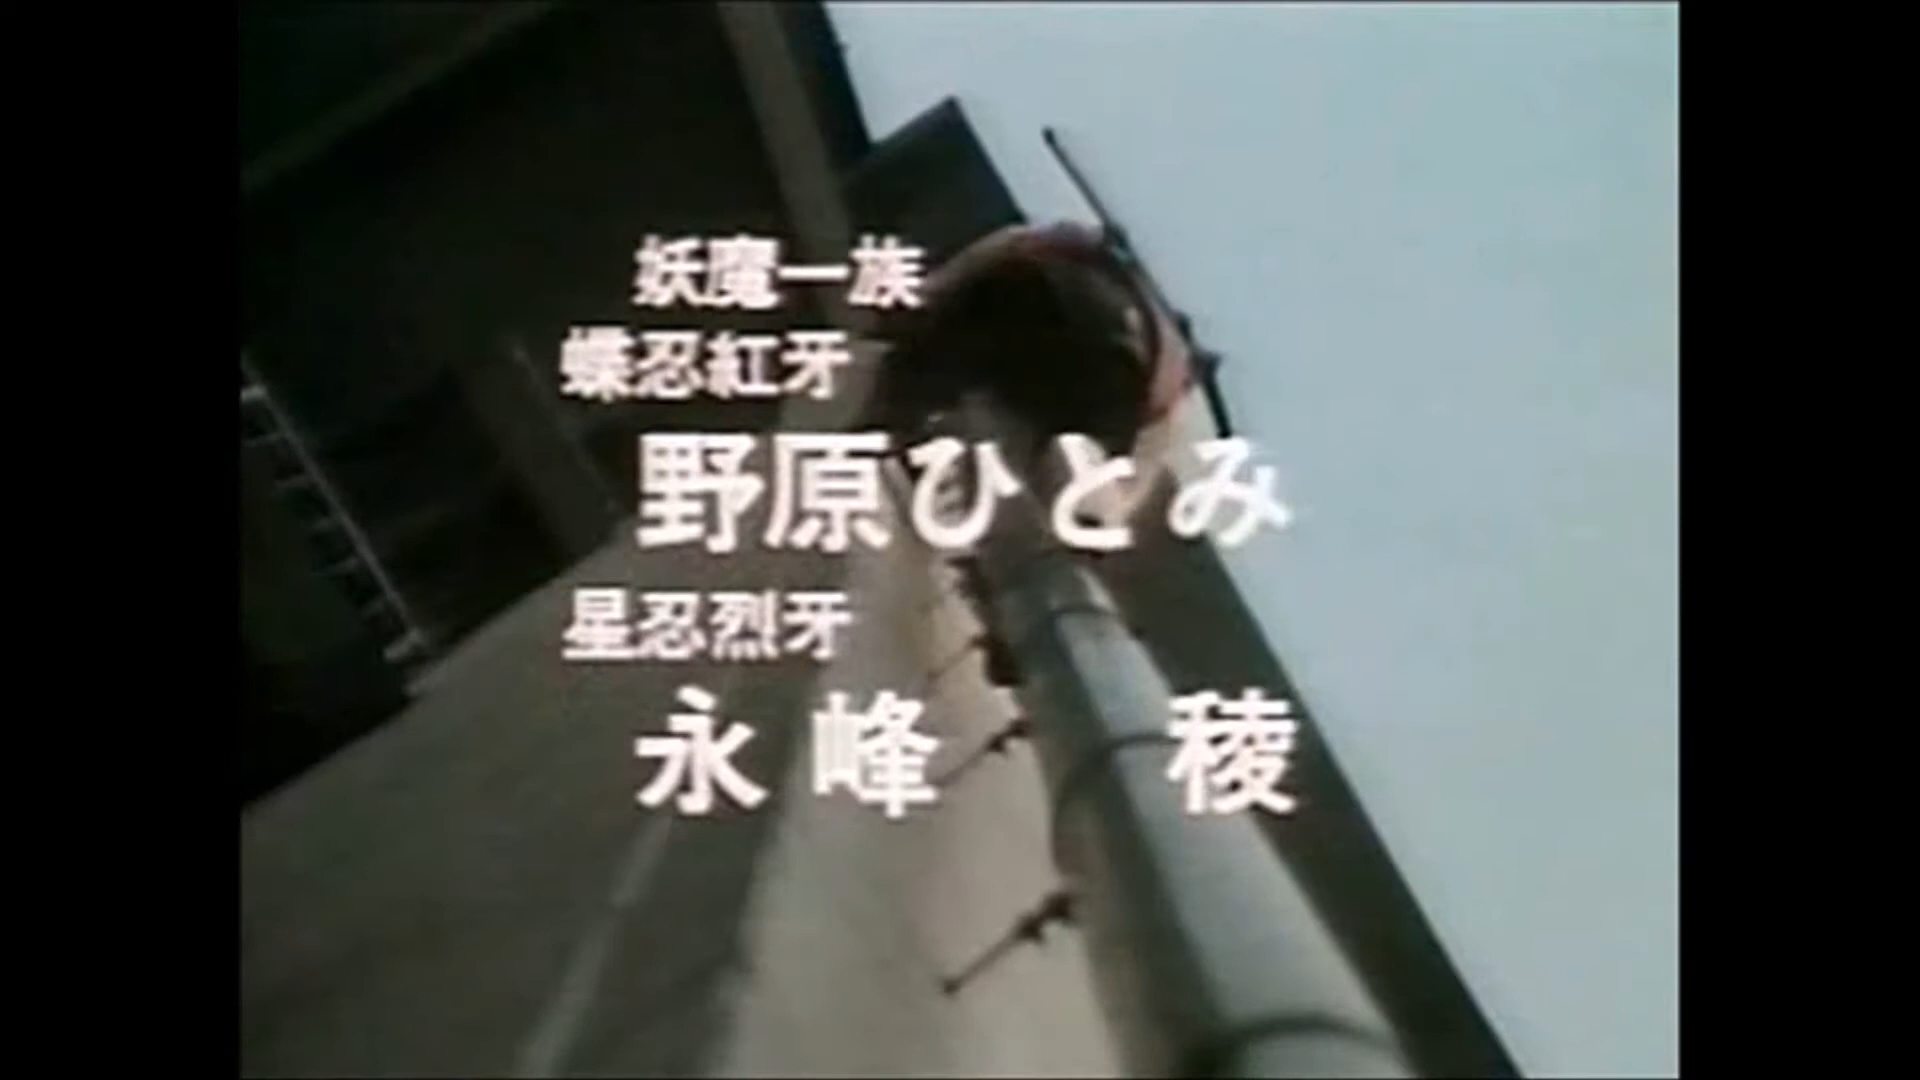 妖魔一族
蝶忍紅牙
野原ひとみ
星忍烈牙
永峰 稜